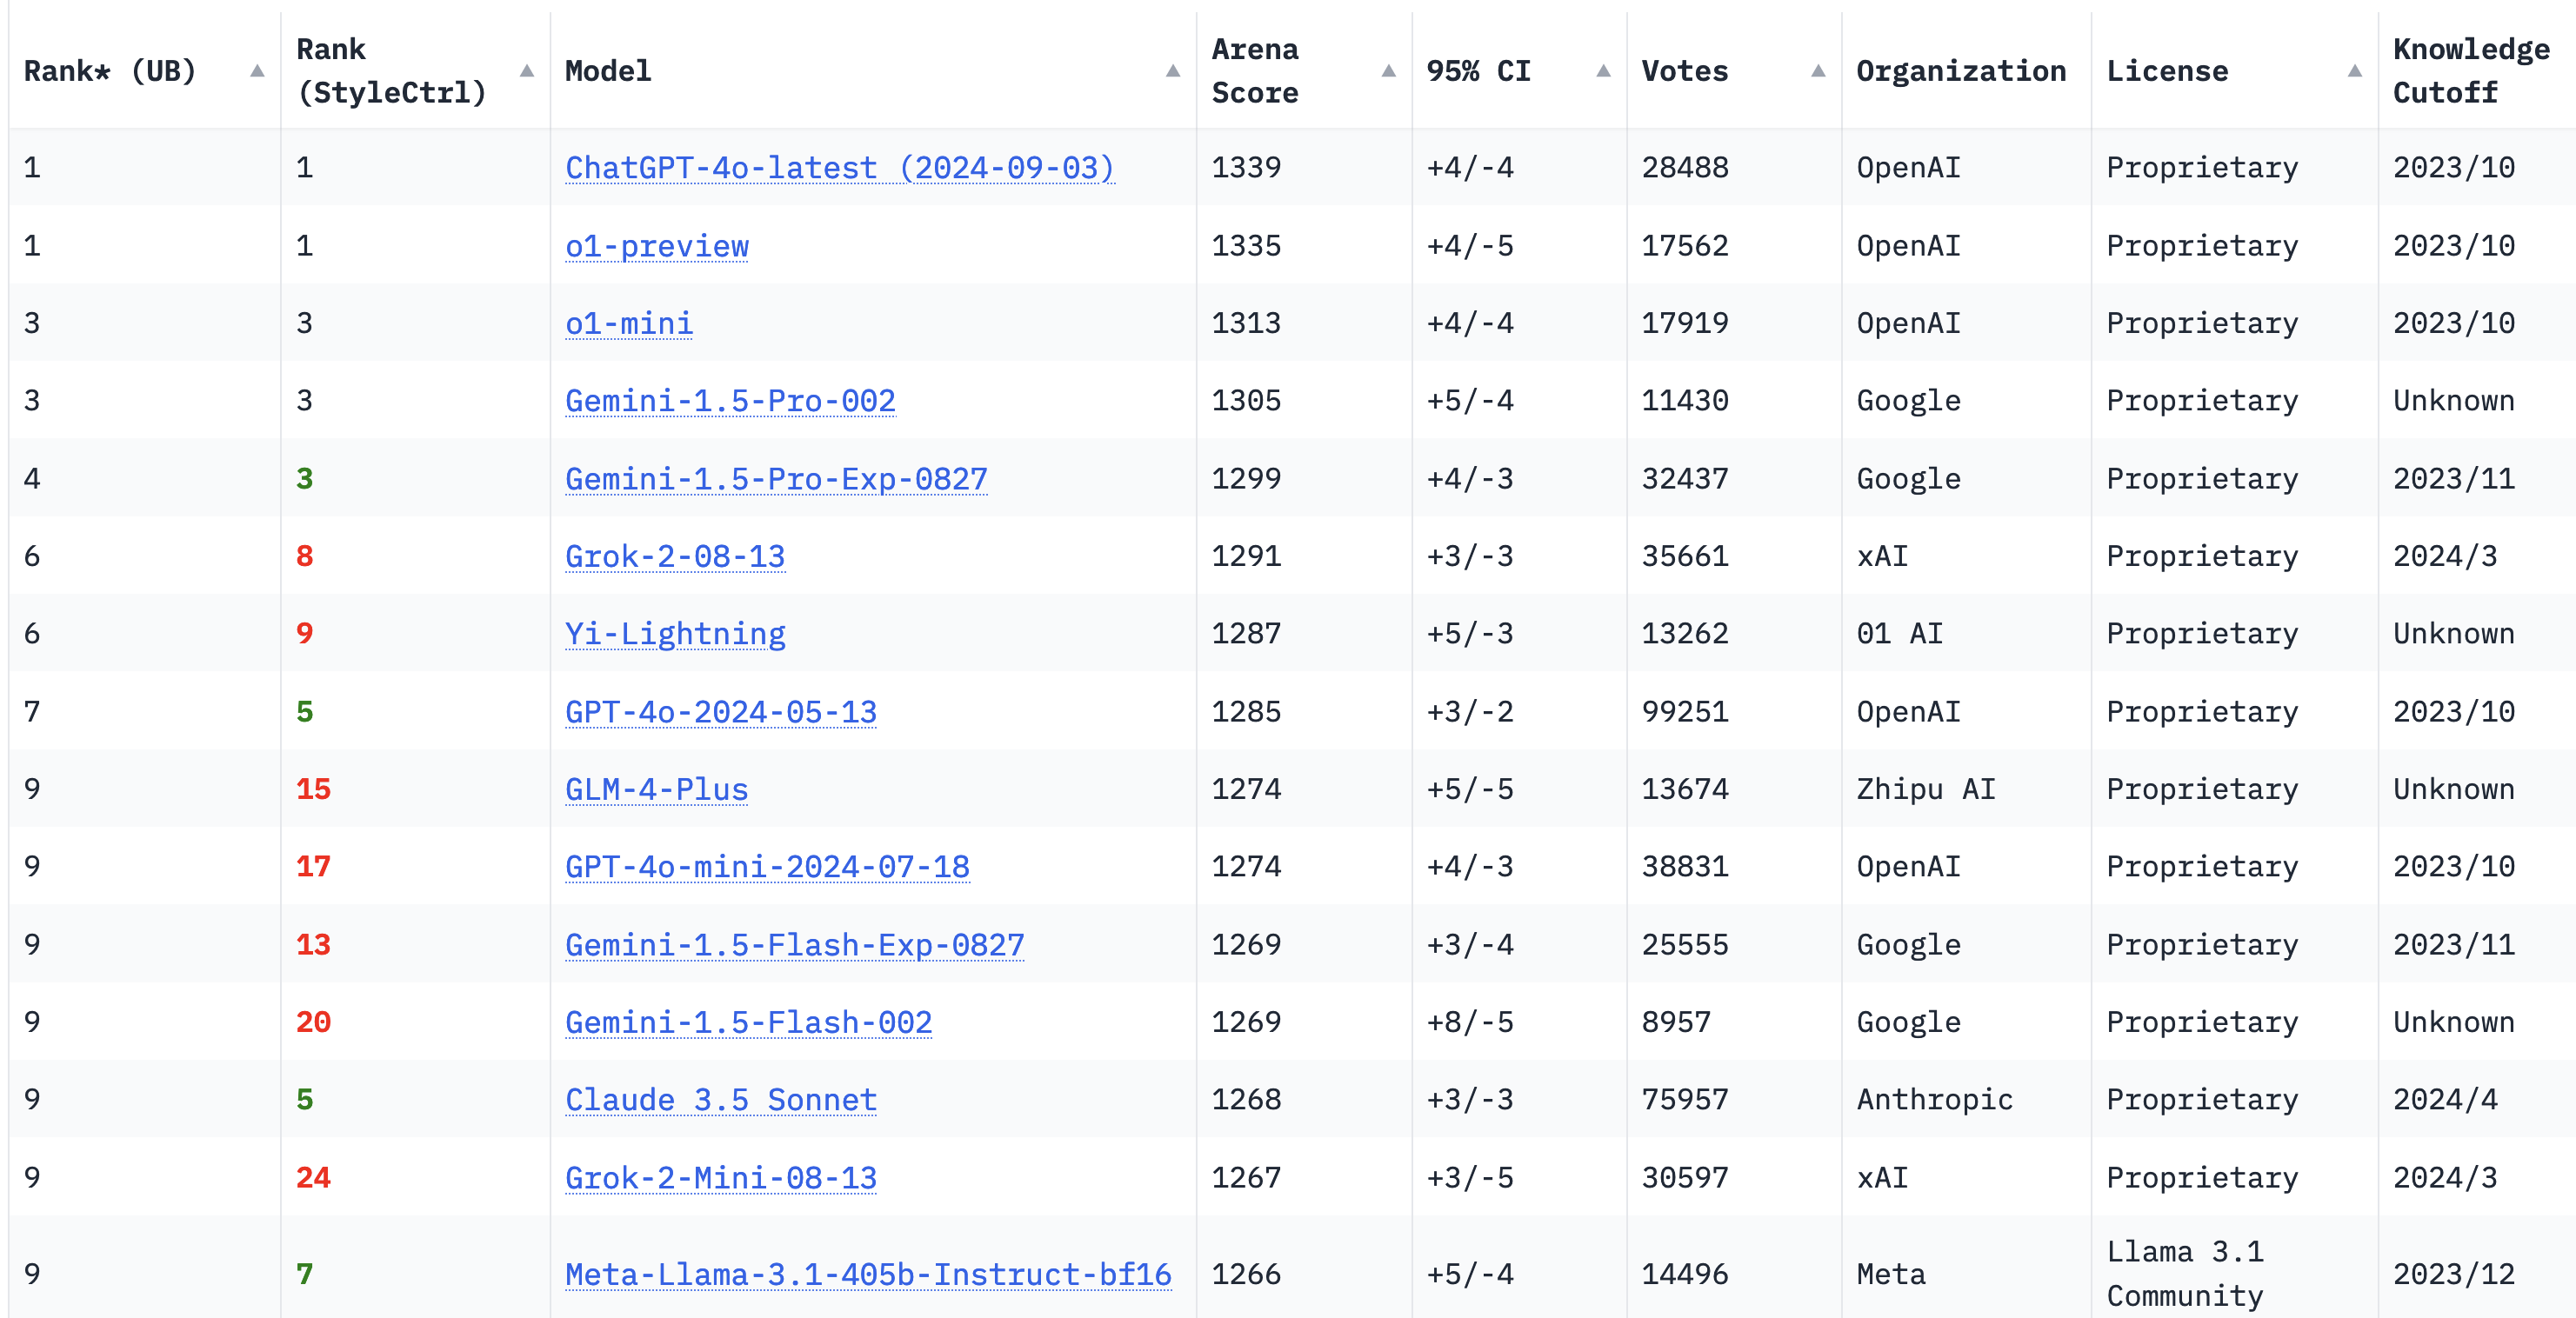 Rank* (UB) ▲ Rank (StyleCtrl) ▲ Model ▲ Arena Score ▲ 95% CI ▲ Votes ▲ Organization License ▲ Knowledge Cutoff
1 1 ChatGPT-4o-latest (2024-09-03) 1339 +4/-4 28488 OpenAI Proprietary 2023/10
1 1 o1-preview 1335 +4/-5 17562 OpenAI Proprietary 2023/10
3 3 o1-mini 1313 +4/-4 17919 OpenAI Proprietary 2023/10
3 3 Gemini-1.5-Pro-002 1305 +5/-4 11430 Google Proprietary Unknown
4 3 Gemini-1.5-Pro-Exp-0827 1299 +4/-3 32437 Google Proprietary 2023/11
6 8 Grok-2-08-13 1291 +3/-3 35661 xAI Proprietary 2024/3
6 9 Yi-Lightning 1287 +5/-3 13262 01 AI Proprietary Unknown
7 5 GPT-4o-2024-05-13 1285 +3/-2 99251 OpenAI Proprietary 2023/10
9 15 GLM-4-Plus 1274 +5/-5 13674 Zhipu AI Proprietary Unknown
9 17 GPT-4o-mini-2024-07-18 1274 +4/-3 38831 OpenAI Proprietary 2023/10
9 13 Gemini-1.5-Flash-Exp-0827 1269 +3/-4 25555 Google Proprietary 2023/11
9 20 Gemini-1.5-Flash-002 1269 +8/-5 8957 Google Proprietary Unknown
9 5 Claude 3.5 Sonnet 1268 +3/-3 75957 Anthropic Proprietary 2024/4
9 24 Grok-2-Mini-08-13 1267 +3/-5 30597 xAI Proprietary 2024/3
9 7 Meta-Llama-3.1-405b-Instruct-bf16 1266 +5/-4 14496 Meta Llama 3.1 Community 2023/12